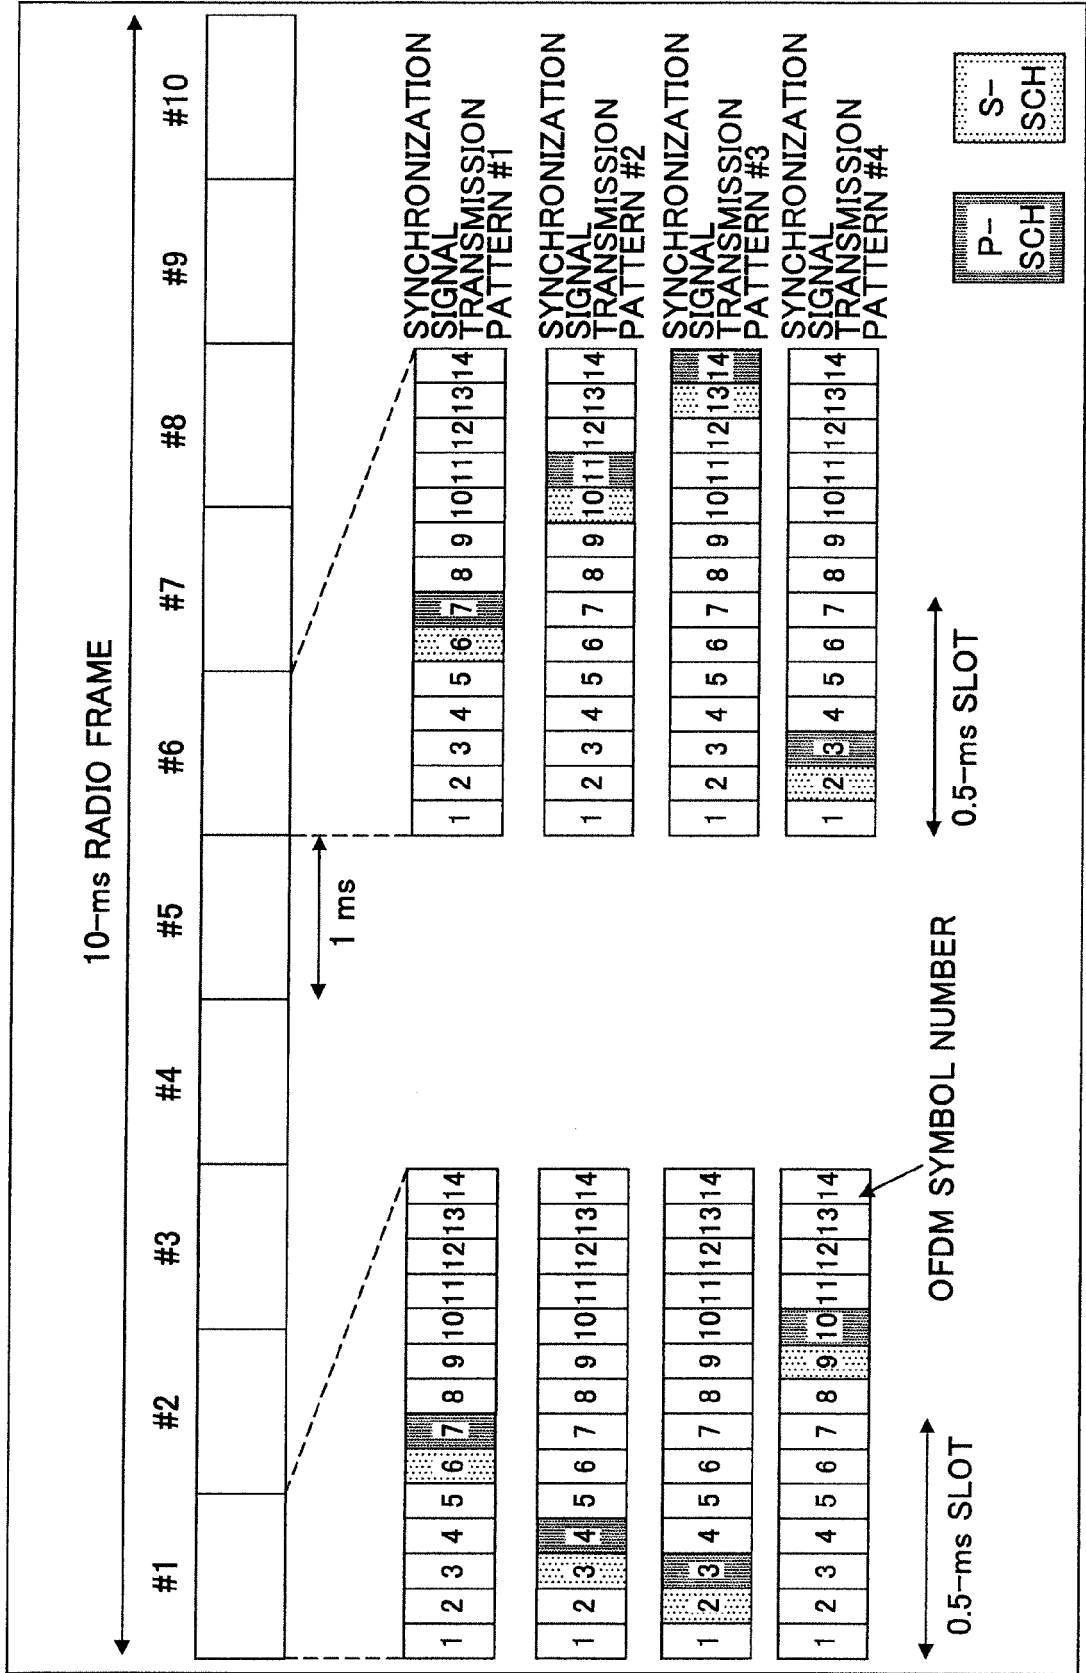 10-ms RADIO FRAME
#1 #2 #3 #4 #5 #6 #7 #8 #9 #10
1 ms
1 2 3 4 5 6 7 8 9 10 11 12 13 14
1 2 3 4 5 6 7 8 9 10 11 12 13 14
SYNCHRONIZATION
SIGNAL
TRANSMISSION
PATTERN #1
1 2 3 4 5 6 7 8 9 10 11 12 13 14
1 2 3 4 5 6 7 8 9 10 11 12 13 14
SYNCHRONIZATION
SIGNAL
TRANSMISSION
PATTERN #2
1 2 3 4 5 6 7 8 9 10 11 12 13 14
1 2 3 4 5 6 7 8 9 10 11 12 13 14
SYNCHRONIZATION
SIGNAL
TRANSMISSION
PATTERN #3
1 2 3 4 5 6 7 8 9 10 11 12 13 14
1 2 3 4 5 6 7 8 9 10 11 12 13 14
SYNCHRONIZATION
SIGNAL
TRANSMISSION
PATTERN #4
0.5-ms SLOT
OFDM SYMBOL NUMBER
0.5-ms SLOT
P-
SCH
S-
SCH